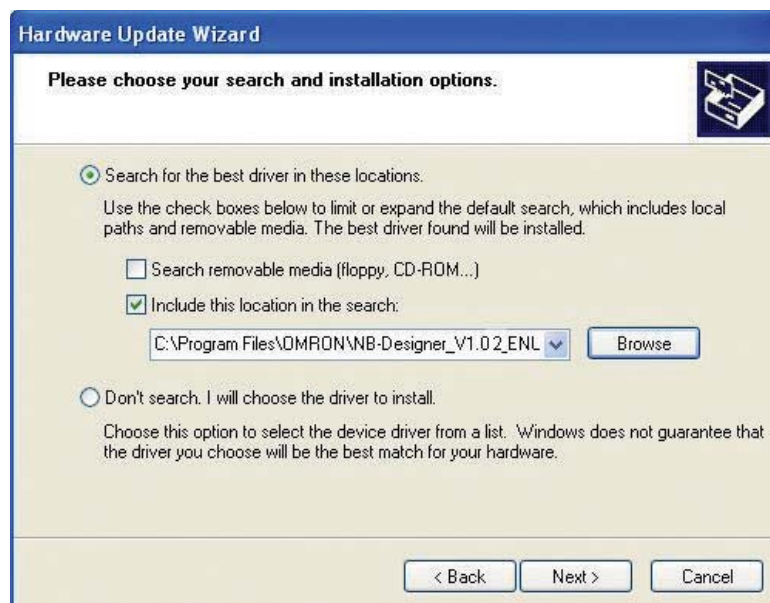 Hardware Update Wizard
Please choose your search and installation options.
Search for the best driver in these locations.
Use the check boxes below to limit or expand the default search, which includes local
paths and removable media. The best driver found will be installed.
Search removable media (floppy, CD-ROM...)
Include this location in the search:
C:\Program Files\OMRON\NB-Designer_V1.02_ENL
Browse
Don't search. I will choose the driver to install.
Choose this option to select the device driver from a list. Windows does not guarantee that
the driver you choose will be the best match for your hardware.
< Back
Next >
Cancel